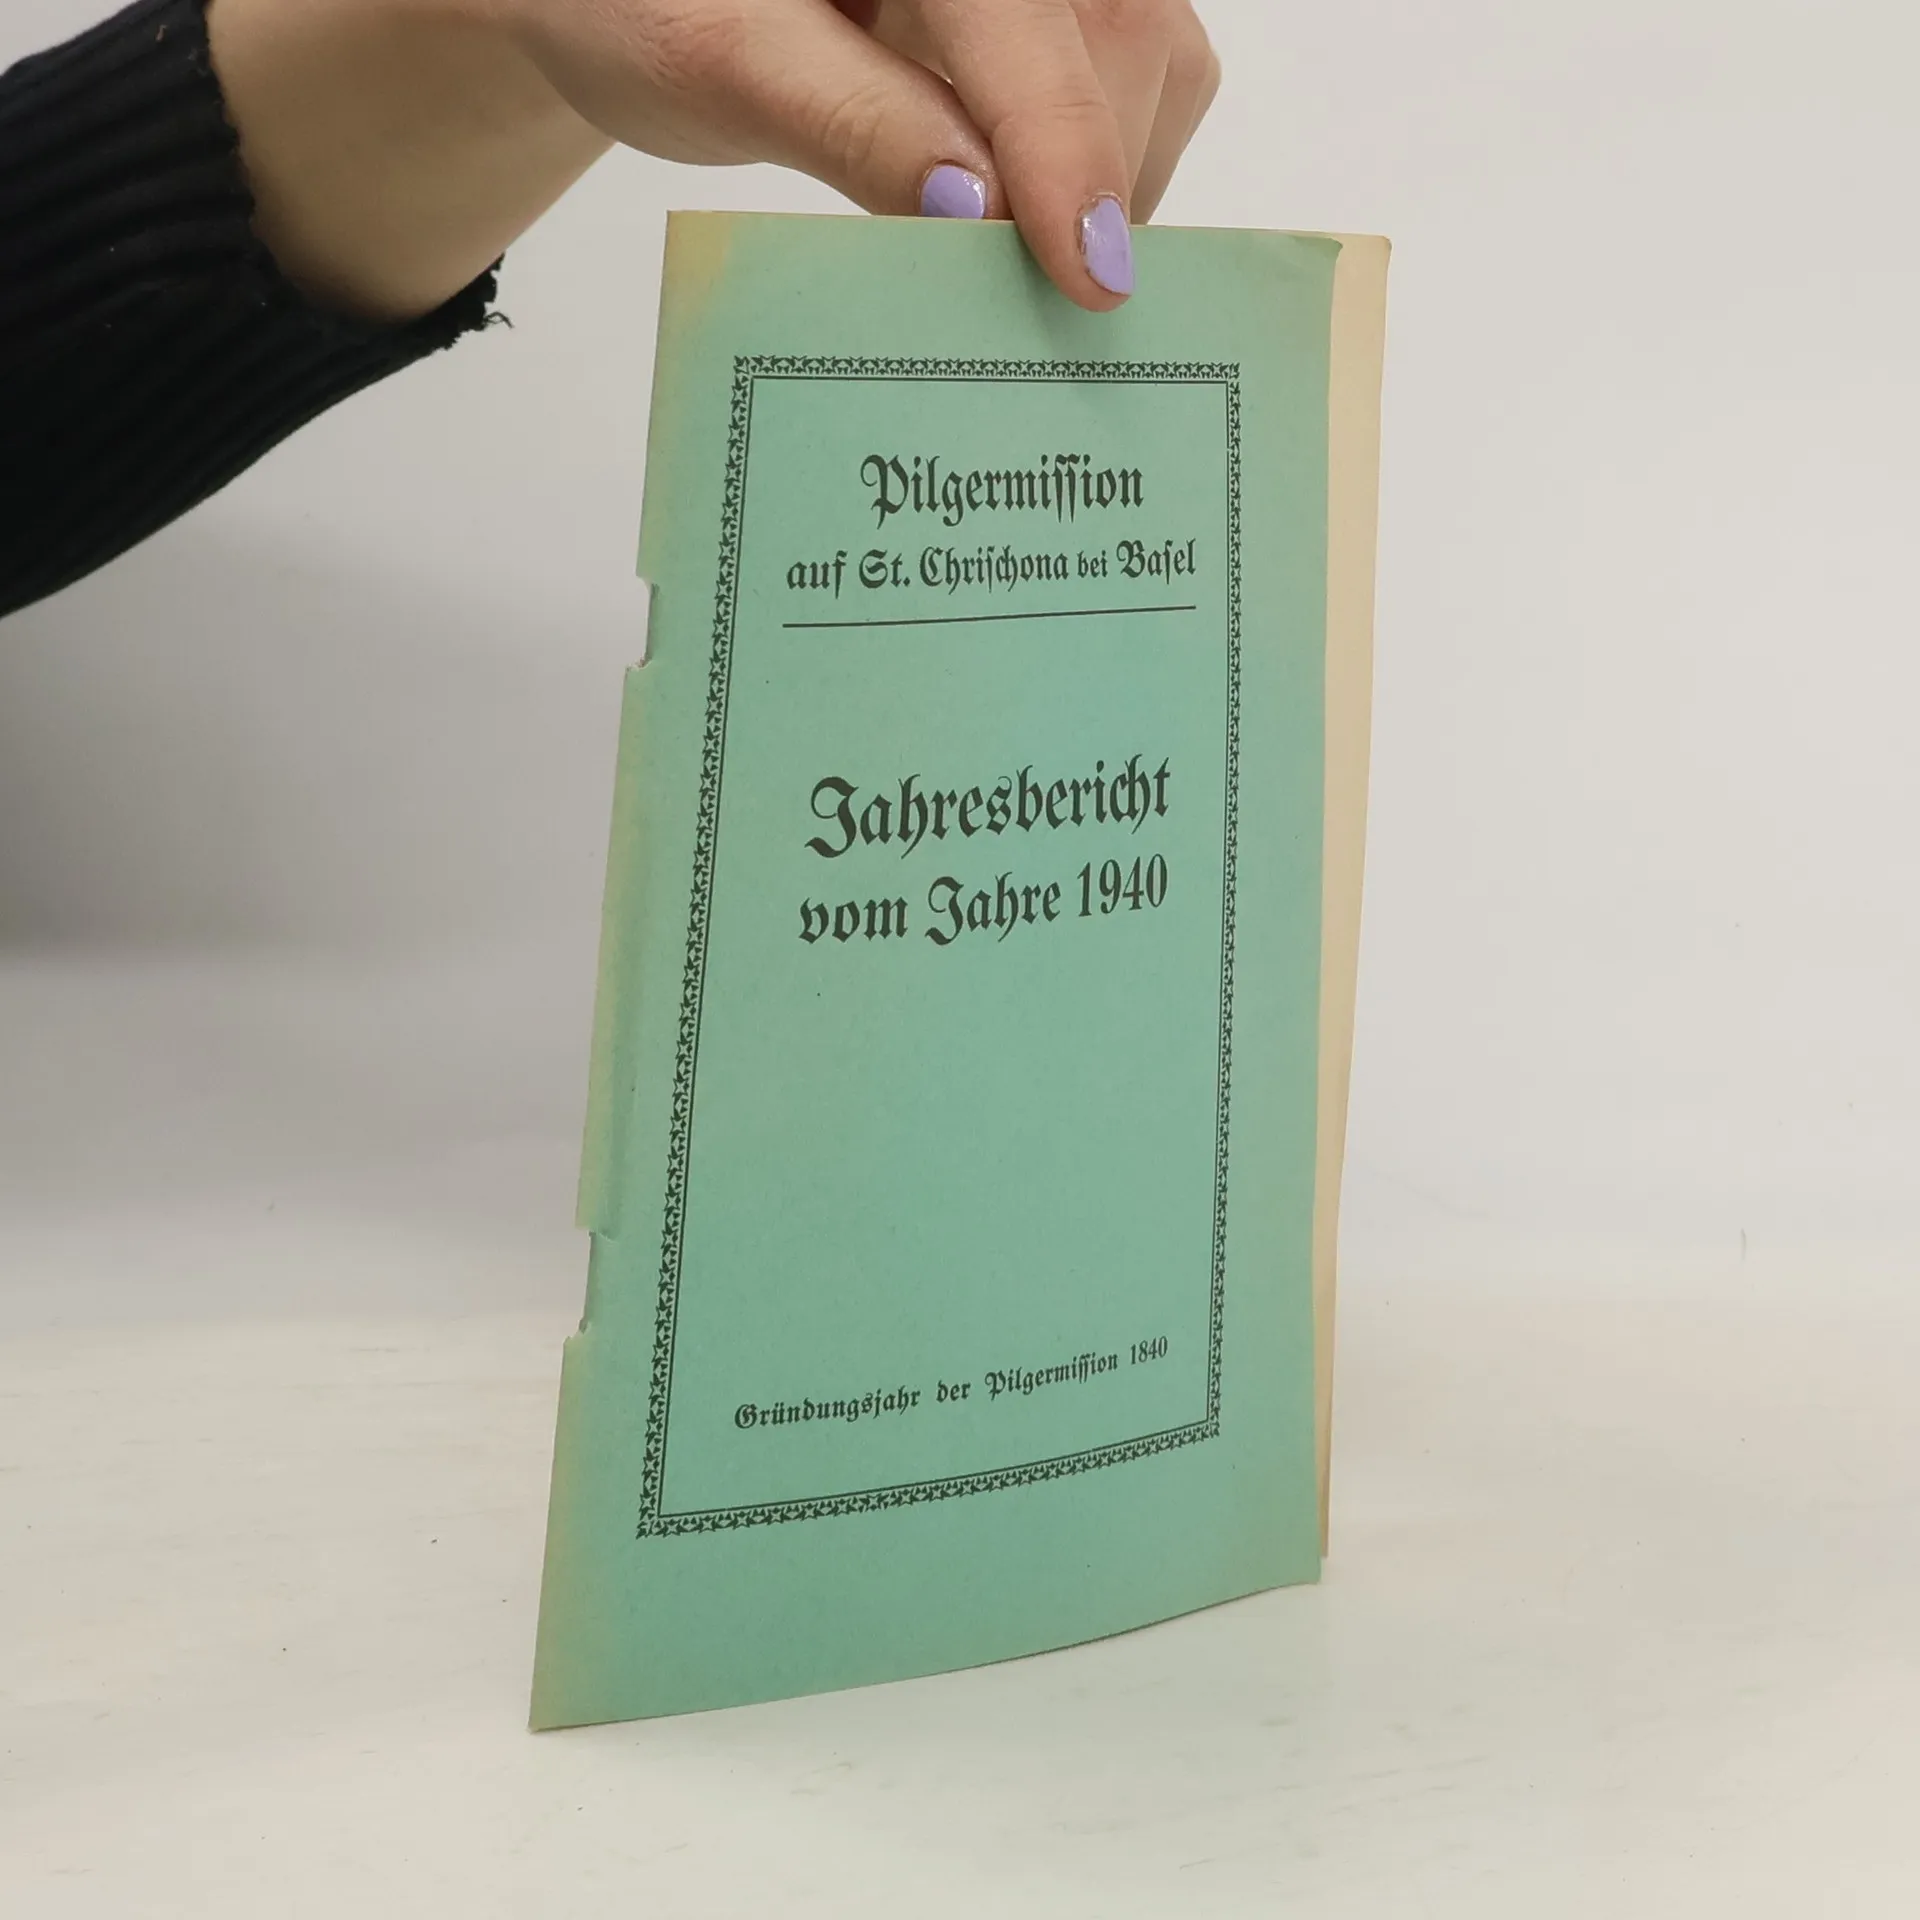 Pilgermission
auf St. Chrischona bei Basel
Jahresbericht
vom Jahre 1940
Gründungsjahr der Pilgermission 1840